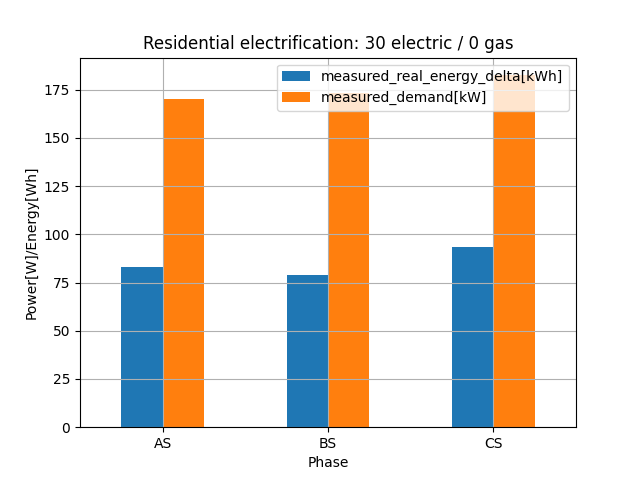 Residential electrification: 30 electric / 0 gas
measured_real_energy_delta[kWh]
measured_demand[kW]
Power[W]/Energy[Wh]
175
150
125
100
75
50
25
0
AS
BS
CS
Phase